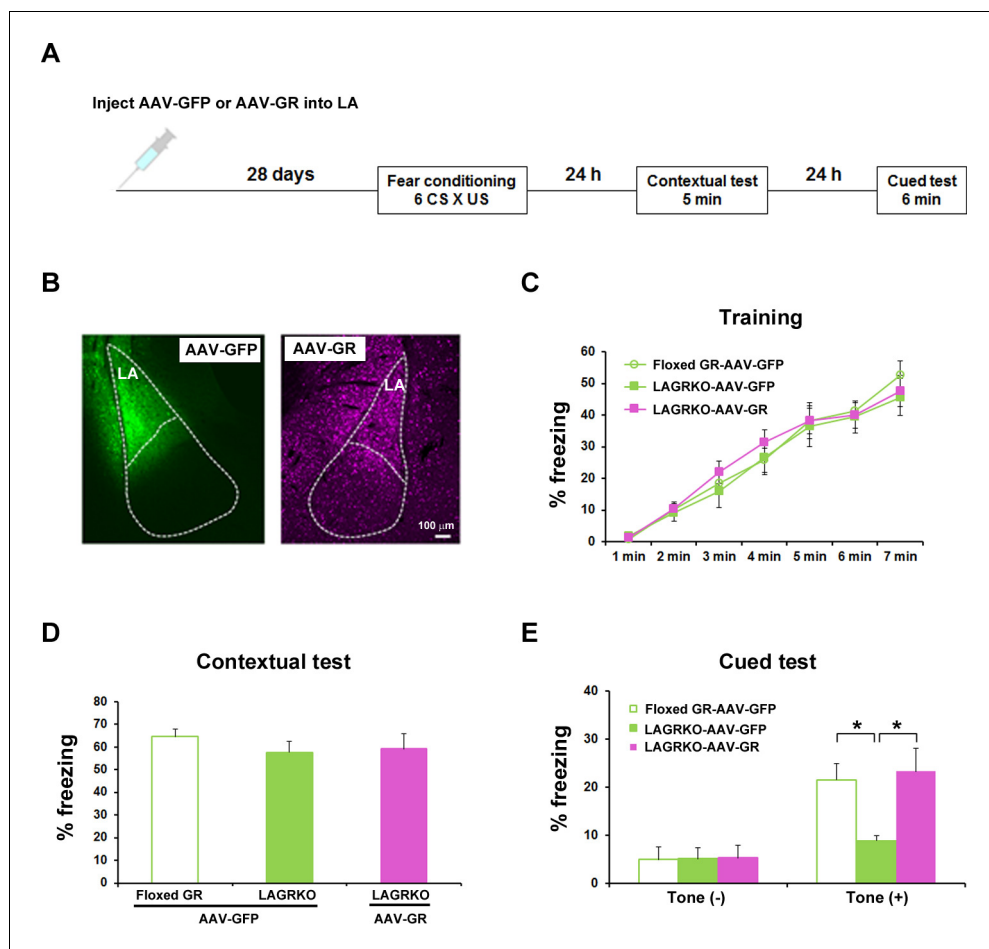 A
Inject AAV-GFP or AAV-GR into LA
28 days
Fear conditioning
6 CS X US
24 h
Contextual test
5 min
24 h
Cued test
6 min
B
AAV-GFP
LA
AAV-GR
LA
100 μm
C
Training
% freezing
60
50
40
30
20
10
0
Floxed GR-AAV-GFP
LAGRKO-AAV-GFP
LAGRKO-AAV-GR
1 min 2 min 3 min 4 min 5 min 6 min 7 min
D
Contextual test
% freezing
80
70
60
50
40
30
20
10
0
Floxed GR LAGRKO LAGRKO
AAV-GFP AAV-GR
E
Cued test
% freezing
40
30
20
10
0
Floxed GR-AAV-GFP
LAGRKO-AAV-GFP
LAGRKO-AAV-GR
* *
Tone (-) Tone (+)